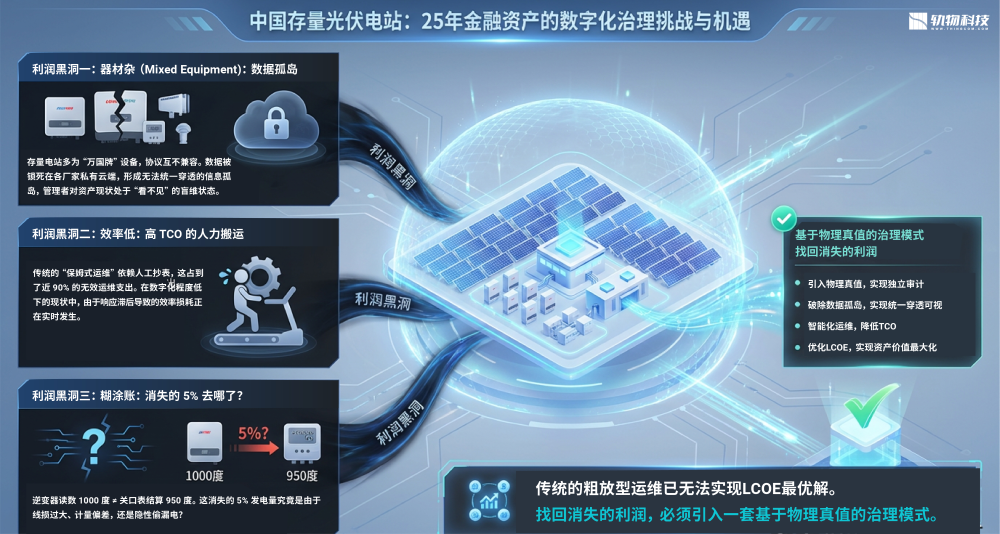 中国存量光伏电站：25年金融资产的数字化治理挑战与机遇
轨物科技
利润黑洞一：器材杂（Mixed Equipment)：数据孤岛
存量电站多为“万国牌”设备，协议互不兼容。数据被
锁死在各厂家私有云端，形成无法统一穿透的信息孤
岛，管理者对资产现状处于“看不见”的盲维状态。
利润黑洞
利润黑洞二：效率低：高 TCO 的人力搬运
传统的“保姆式运维”依赖人工抄表，这占到
了近 90% 的无效运维支出。在数字化程度低
下的现状中，由于响应滞后导致的效率损耗正
在实时发生。
利润黑洞
利润黑洞三：糊涂账：消失的 5% 去哪了？
?
5%?
1000度
950度
逆变器读数 1000 度 ≠ 关口表结算 950 度。这消失的 5% 发电量究竟是由于
线损过大、计量偏差，还是隐性偷漏电？
利润黑洞
基于物理真值的治理模式
找回消失的利润
引入物理真值，实现独立审计
破除数据孤岛，实现统一穿透可视
智能化运维，降低TCO
优化LCOE，实现资产价值最大化
传统的粗放型运维已无法实现LCOE最优解。
找回消失的利润，必须引入一套基于物理真值的治理模式。